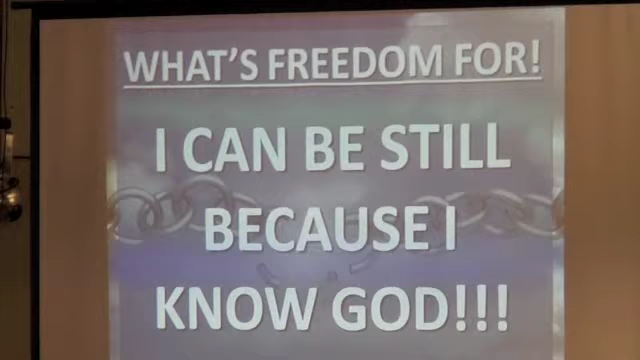 WHAT'S FREEDOM FOR!
I CAN BE STILL
BECAUSE I
KNOW GOD!!!